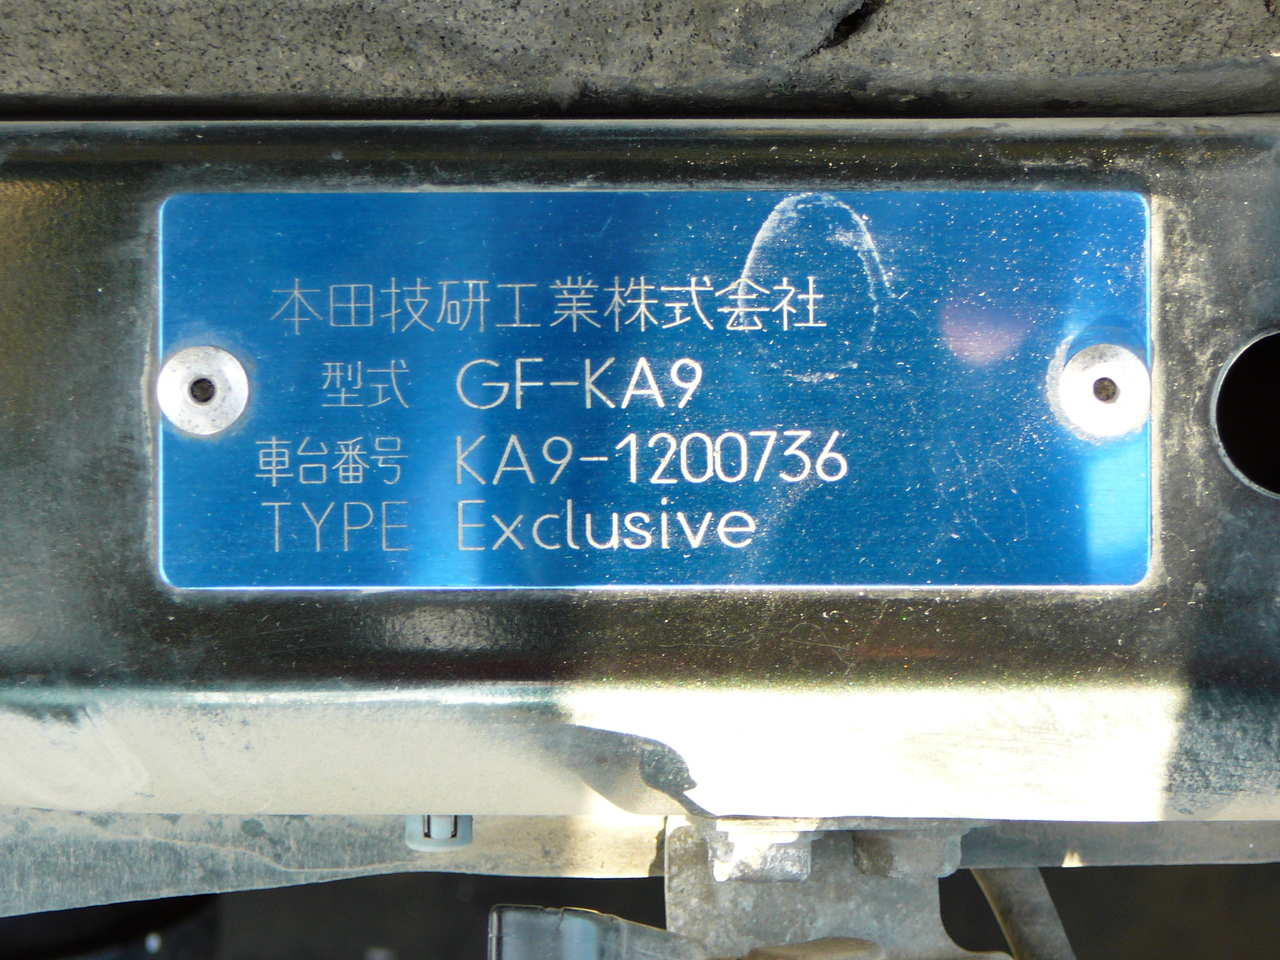 本田技研工業株式会社
型式 GF-KA9
車台番号 KA9-1200736
TYPE Exclusive